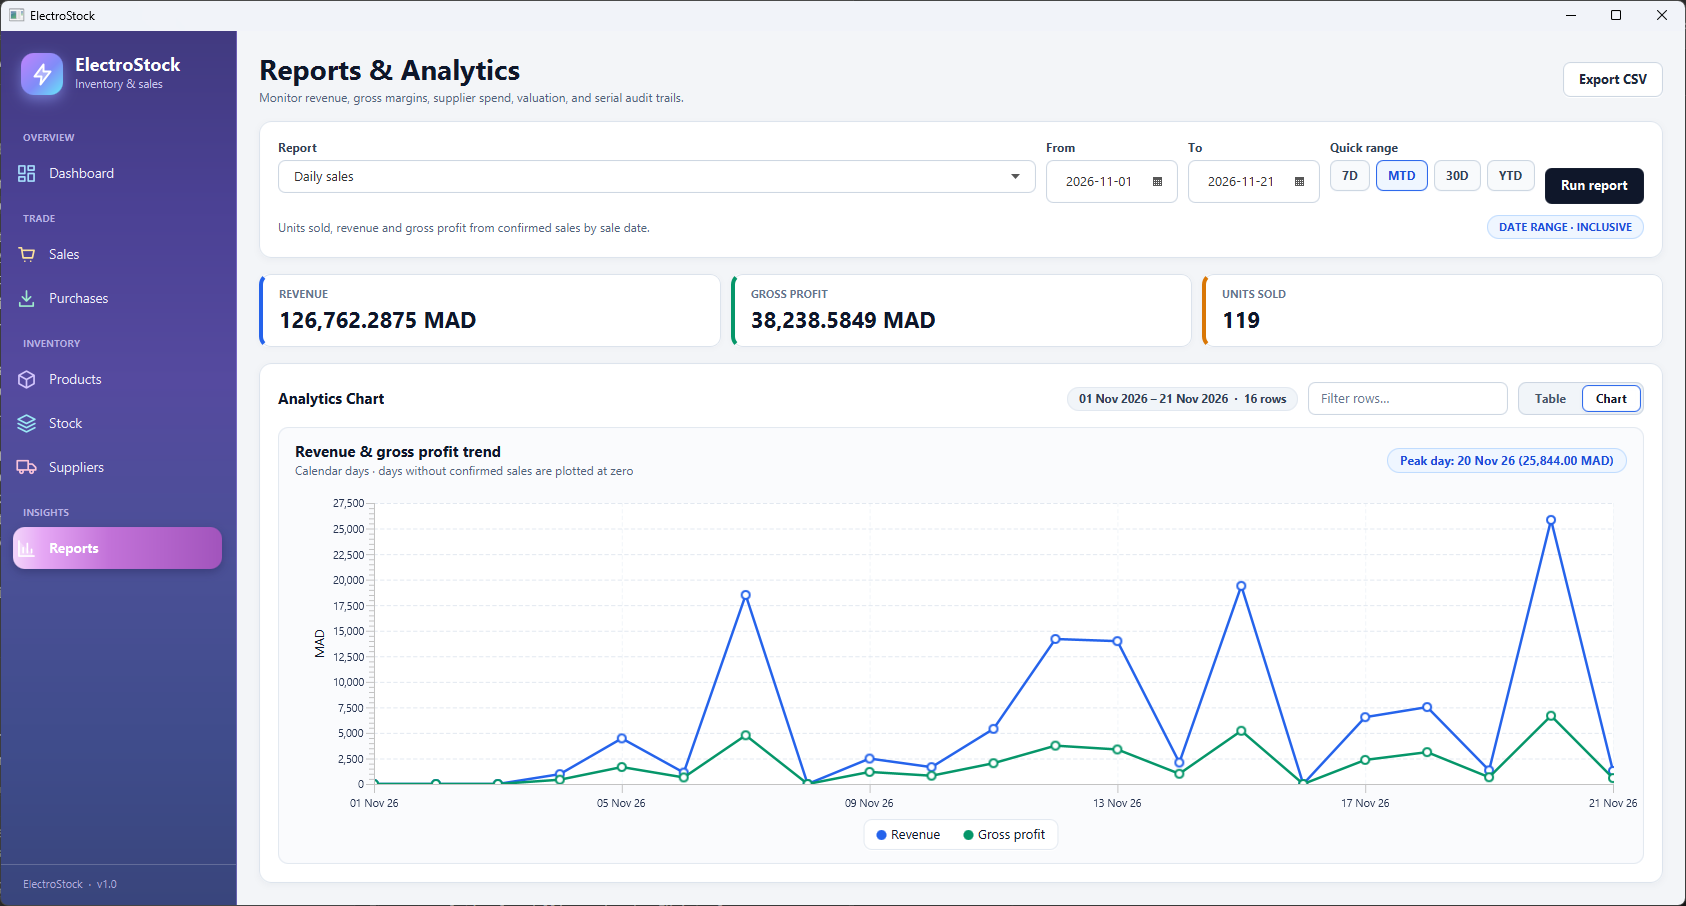 ElectroStock
ElectroStock
Inventory & sales
OVERVIEW
Dashboard
TRADE
Sales
Purchases
INVENTORY
Products
Stock
Suppliers
INSIGHTS
Reports
ElectroStock · v1.0
Reports & Analytics
Monitor revenue, gross margins, supplier spend, valuation, and serial audit trails.
Export CSV
Report
From
To
Quick range
Daily sales
2026-11-01
2026-11-21
7D
MTD
30D
YTD
Run report
Units sold, revenue and gross profit from confirmed sales by sale date.
DATE RANGE · INCLUSIVE
REVENUE
126,762.2875 MAD
GROSS PROFIT
38,238.5849 MAD
UNITS SOLD
119
Analytics Chart
01 Nov 2026 – 21 Nov 2026 · 16 rows
Filter rows...
Table
Chart
Revenue & gross profit trend
Calendar days · days without confirmed sales are plotted at zero
Peak day: 20 Nov 26 (25,844.00 MAD)
MAD
27,500
25,000
22,500
20,000
17,500
15,000
12,500
10,000
7,500
5,000
2,500
0
01 Nov 26
05 Nov 26
09 Nov 26
13 Nov 26
17 Nov 26
21 Nov 26
Revenue
Gross profit